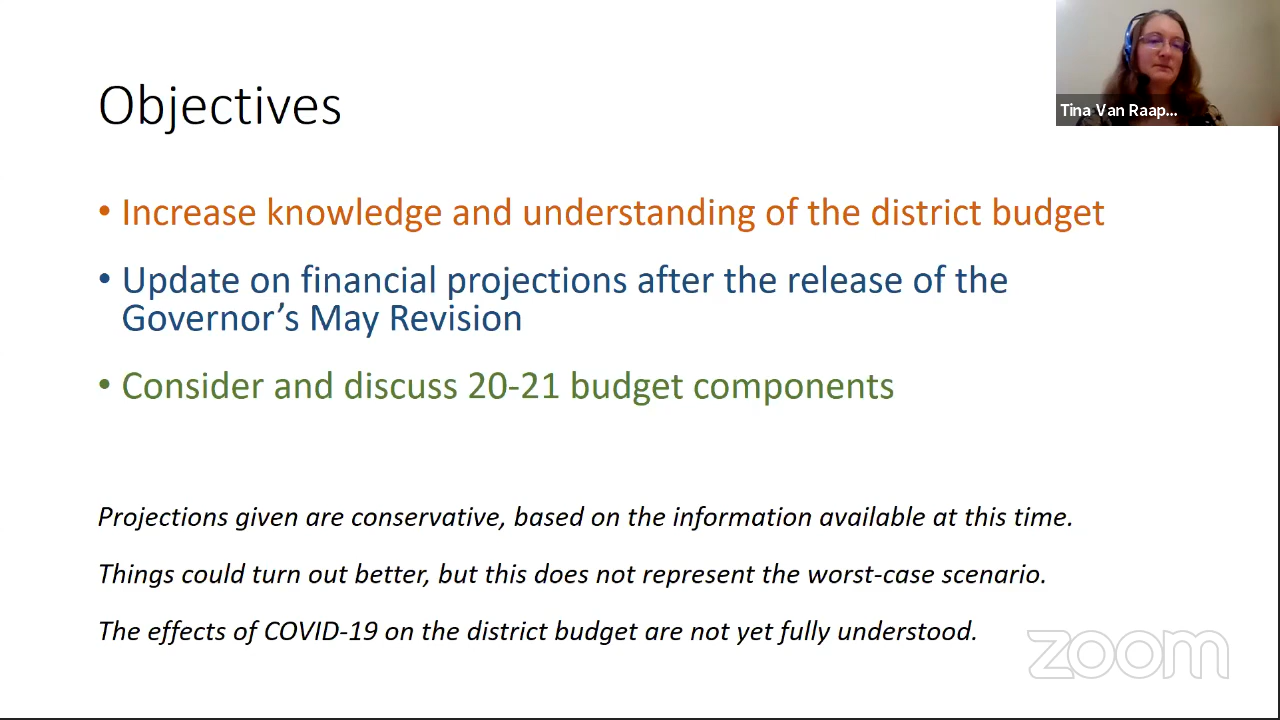 Tina Van Raap...
Objectives
• Increase knowledge and understanding of the district budget
• Update on financial projections after the release of the
Governor’s May Revision
• Consider and discuss 20-21 budget components
Projections given are conservative, based on the information available at this time.
Things could turn out better, but this does not represent the worst-case scenario.
The effects of COVID-19 on the district budget are not yet fully understood.
zoom